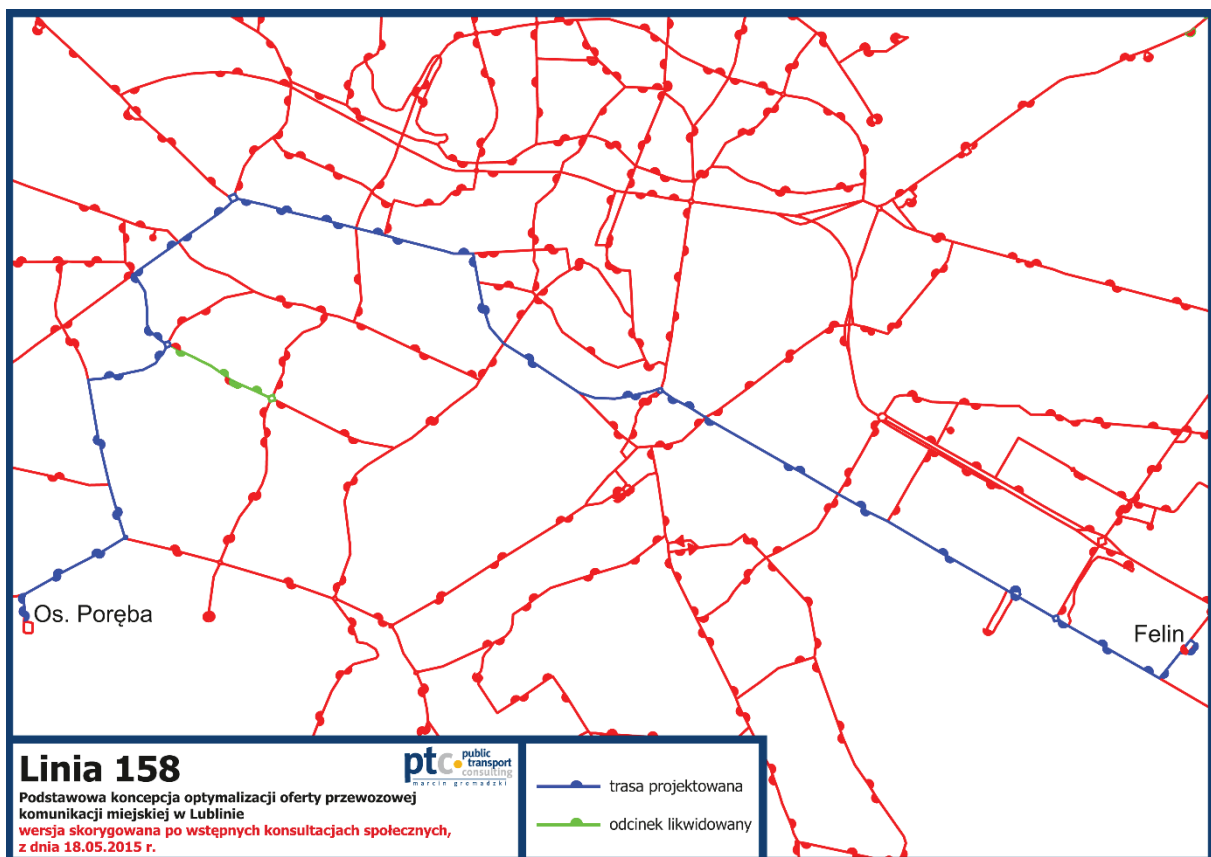 Os. Poręba
Felin
Linia 158
ptc. public
transport
consulting
marcin gromadzki
Podstawowa koncepcja optymalizacji oferty przewozowej
komunikacji miejskiej w Lublinie
wersja skorygowana po wstępnych konsultacjach społecznych,
z dnia 18.05.2015 r.
trasa projektowana
odcinek likwidowany